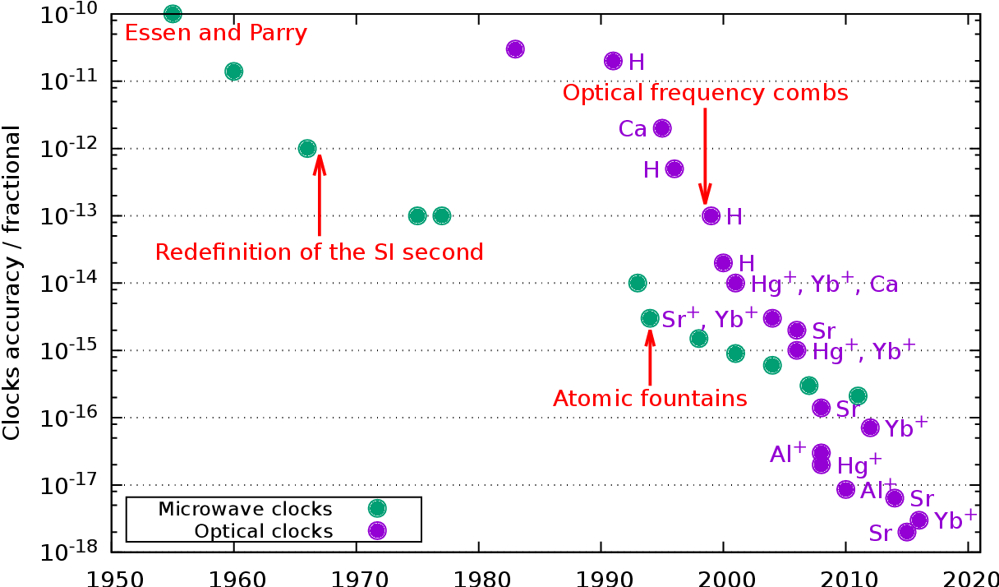 10-10
Essen and Parry
H
10-11
Optical frequency combs
Ca
10-12
H
10-13
H
Redefinition of the SI second
H
10-14
Hg+, Yb+, Ca
Sr+, Yb+
Sr
10-15
Hg+, Yb+
Atomic fountains
Sr
10-16
Yb+
Al+
Hg+
10-17
Al+
Sr
Microwave clocks
Yb+
Optical clocks
Sr
10-18
Clocks accuracy / fractional
1950 1960 1970 1980 1990 2000 2010 2020